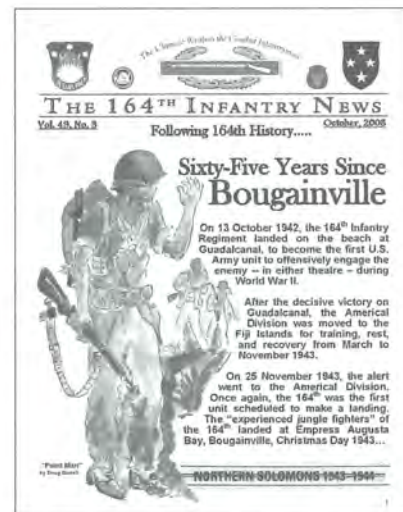 THE 164TH INFANTRY NEWS
Vol. 49, No. 3
October, 2008
Following 164th History.....
Sixty-Five Years Since
Bougainville
On 13 October 1942, the 164th Infantry
Regiment landed on the beach at
Guadalcanal, to become the first U.S.
Army unit to offensively engage the
enemy – in either theatre – during
World War II.
After the decisive victory on
Guadalcanal, the Americal
Division was moved to the
Fiji Islands for training, rest,
and recovery from March to
November 1943.
On 25 November 1943, the alert
went to the Americal Division.
Once again, the 164th was the first
unit scheduled to make a landing.
The "experienced jungle fighters" of
the 164th landed at Empress Augusta
Bay, Bougainville, Christmas Day 1943...
"Point Man"
NORTHERN SOLOMONS 1943-1944
1